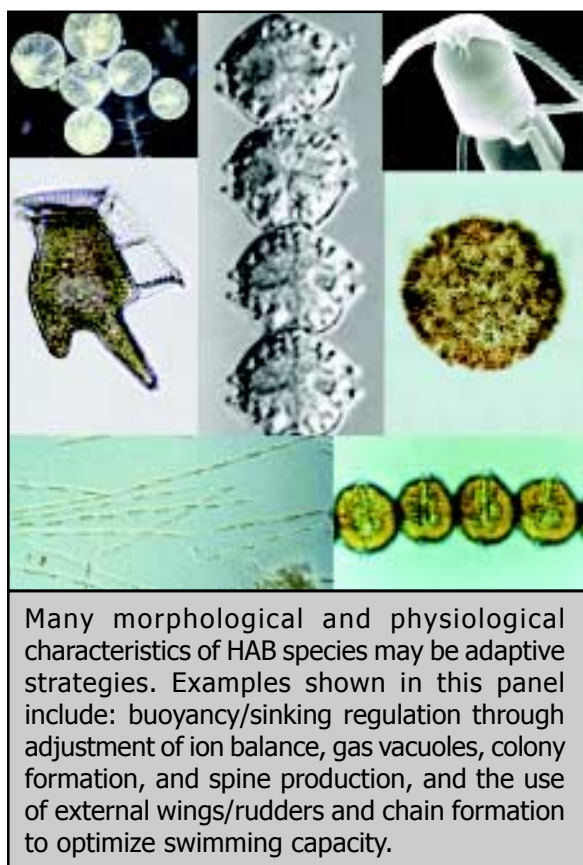 Many morphological and physiological
characteristics of HAB species may be adaptive
strategies. Examples shown in this panel
include: buoyancy/sinking regulation through
adjustment of ion balance, gas vacuoles, colony
formation, and spine production, and the use
of external wings/rudders and chain formation
to optimize swimming capacity.